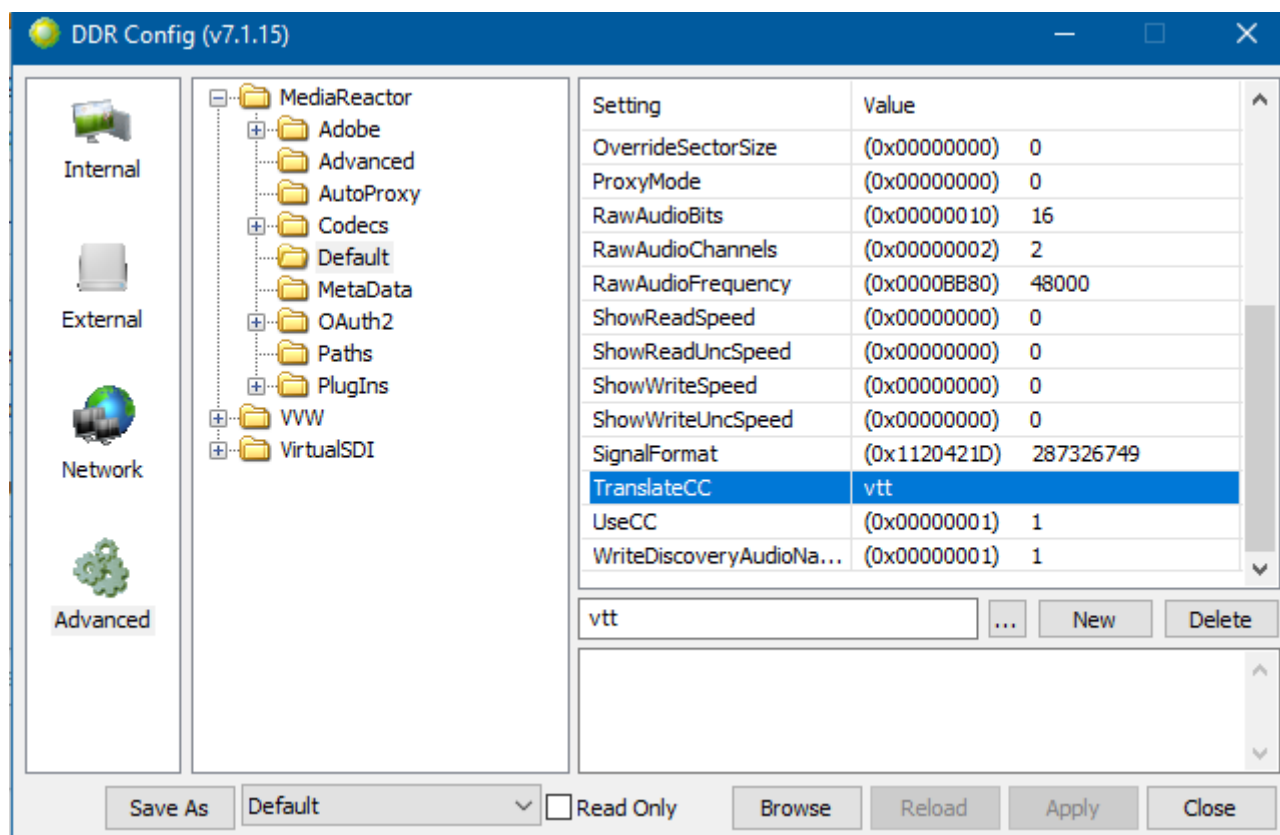 DDR Config (v7.1.15)
Internal
External
Network
Advanced
MediaReactor
Adobe
Advanced
AutoProxy
Codecs
Default
MetaData
OAuth2
Paths
PlugIns
VVW
VirtualSDI
Setting Value
OverrideSectorSize (0x00000000) 0
ProxyMode (0x00000000) 0
RawAudioBits (0x00000010) 16
RawAudioChannels (0x00000002) 2
RawAudioFrequency (0x0000BB80) 48000
ShowReadSpeed (0x00000000) 0
ShowReadUncSpeed (0x00000000) 0
ShowWriteSpeed (0x00000000) 0
ShowWriteUncSpeed (0x00000000) 0
SignalFormat (0x1120421D) 287326749
TranslateCC vtt
UseCC (0x00000001) 1
WriteDiscoveryAudioNa... (0x00000001) 1
vtt ... New Delete
Save As Default Read Only Browse Reload Apply Close